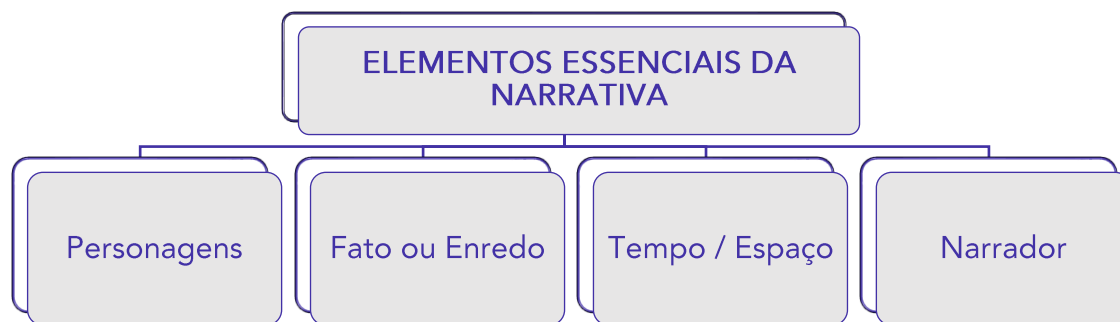 ELEMENTOS ESSENCIAIS DA
NARRATIVA
Personagens
Fato ou Enredo
Tempo / Espaço
Narrador